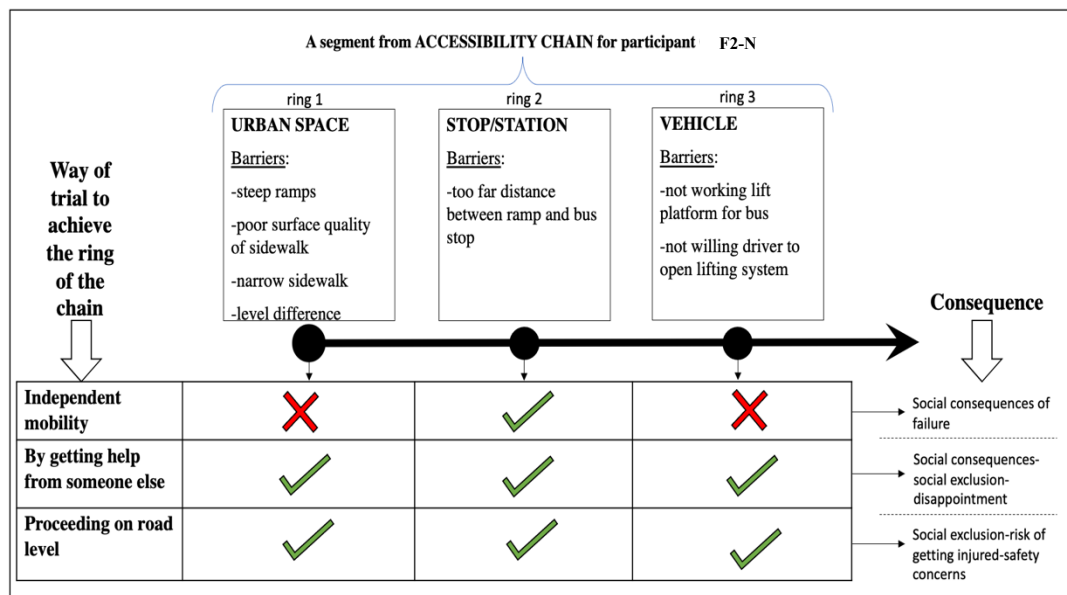 A segment from ACCESSIBILITY CHAIN for participant F2-N
ring 1
ring 2
ring 3
URBAN SPACE
Barriers:
-steep ramps
-poor surface quality
of sidewalk
-narrow sidewalk
-level difference
STOP/STATION
Barriers:
-too far distance
between ramp and bus
stop
VEHICLE
Barriers:
-not working lift
platform for bus
-not willing driver to
open lifting system
Way of
trial to
achieve
the ring
of the
chain
Consequence
Independent
mobility
Social consequences of
failure
By getting help
from someone else
Social consequences-
social exclusion-
disappointment
Proceeding on road
level
Social exclusion-risk of
getting injured-safety
concerns